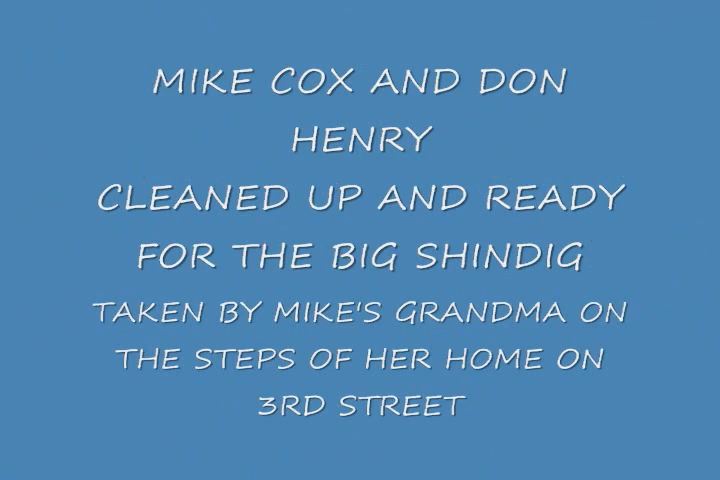 MIKE COX AND DON
HENRY
CLEANED UP AND READY
FOR THE BIG SHINDIG
TAKEN BY MIKE'S GRANDMA ON
THE STEPS OF HER HOME ON
3RD STREET